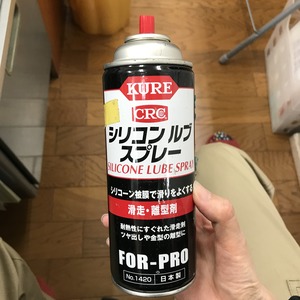 KURE
CRC
シリコンルブ
スプレー
SILICONE LUBE SPRAY
シリコーン被膜で滑りをよくする
滑走・離型剤
耐熱性にすぐれた滑走剤
ツヤ出しや金型の離型に
FOR-PRO
No.1420
日本製